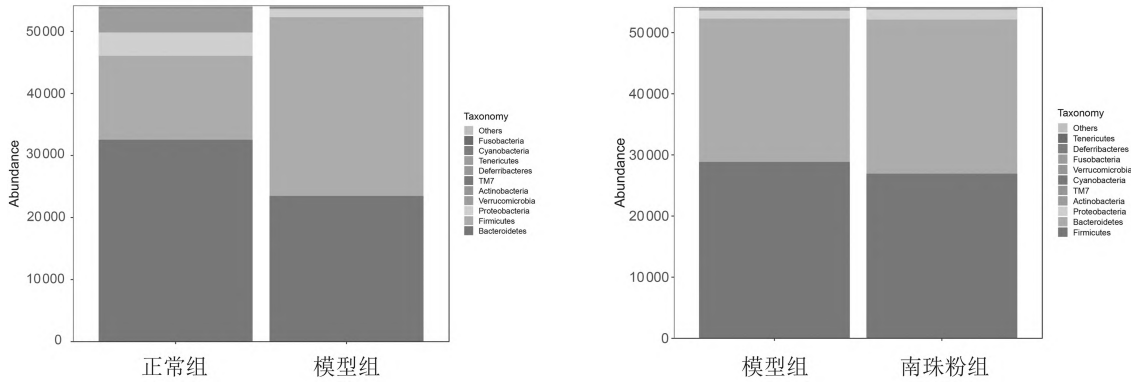 Abundance
50000
40000
30000
20000
10000
0
正常组
模型组
Taxonomy
Others
Fusobacteria
Cyanobacteria
Tenericutes
Deferribacteres
TM7
Actinobacteria
Verrucomicrobia
Proteobacteria
Firmicutes
Bacteroidetes
Abundance
50000
40000
30000
20000
10000
0
模型组
南珠粉组
Taxonomy
Others
Tenericutes
Deferribacteres
Fusobacteria
Verrucomicrobia
Cyanobacteria
TM7
Actinobacteria
Proteobacteria
Bacteroidetes
Firmicutes